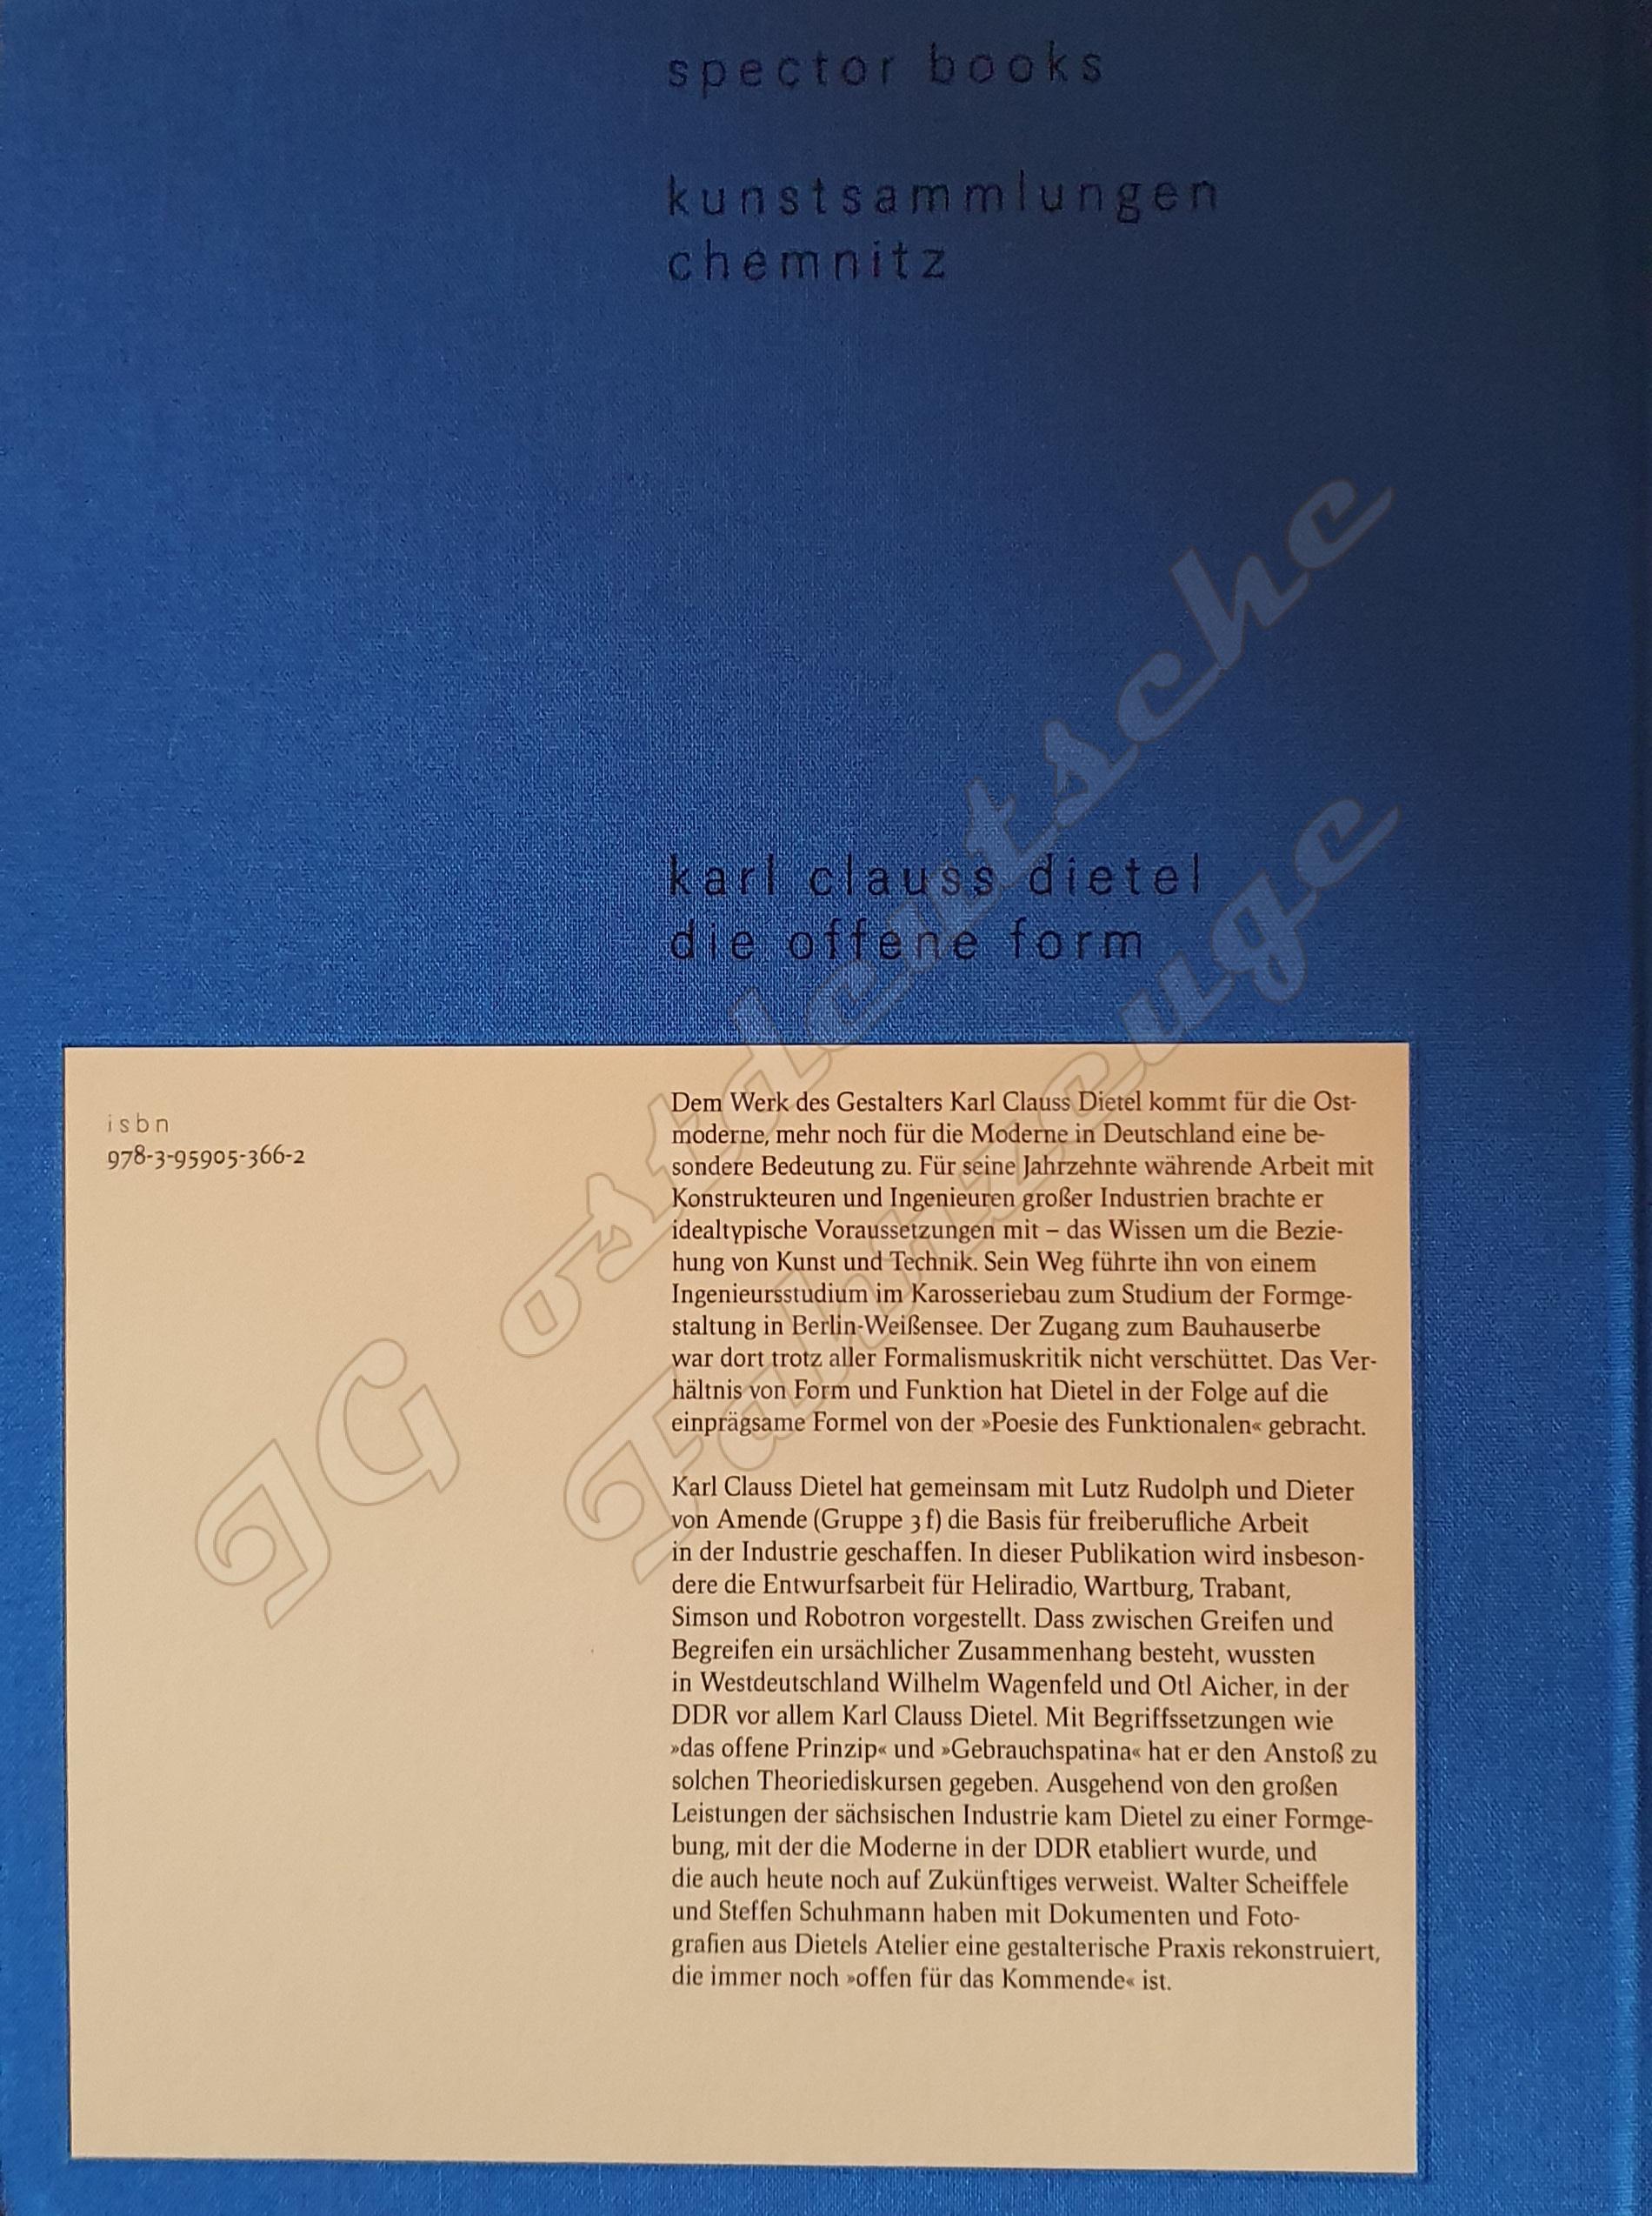 spector books
kunstsammlungen
chemnitz
karl clauss dietel
die offene form
isbn
978-3-95905-366-2
Dem Werk des Gestalters Karl Clauss Dietel kommt für die Ost-
moderne, mehr noch für die Moderne in Deutschland eine be-
sondere Bedeutung zu. Für seine Jahrzehnte währende Arbeit mit
Konstrukteuren und Ingenieuren großer Industrien brachte er
idealtypische Voraussetzungen mit – das Wissen um die Bezie-
hung von Kunst und Technik. Sein Weg führte ihn von einem
Ingenieursstudium im Karosseriebau zum Studium der Formge-
staltung in Berlin-Weißensee. Der Zugang zum Bauhauserbe
war dort trotz aller Formalismuskritik nicht verschüttet. Das Ver-
hältnis von Form und Funktion hat Dietel in der Folge auf die
einprägsame Formel von der »Poesie des Funktionalen« gebracht.
Karl Clauss Dietel hat gemeinsam mit Lutz Rudolph und Dieter
von Amende (Gruppe 3 f) die Basis für freiberufliche Arbeit
in der Industrie geschaffen. In dieser Publikation wird insbeson-
dere die Entwurfsarbeit für Heliradio, Wartburg, Trabant,
Simson und Robotron vorgestellt. Dass zwischen Greifen und
Begreifen ein ursächlicher Zusammenhang besteht, wussten
in Westdeutschland Wilhelm Wagenfeld und Otl Aicher, in der
DDR vor allem Karl Clauss Dietel. Mit Begriffssetzungen wie
»das offene Prinzip« und »Gebrauchspatina« hat er den Anstoß zu
solchen Theoriediskursen gegeben. Ausgehend von den großen
Leistungen der sächsischen Industrie kam Dietel zu einer Formge-
bung, mit der die Moderne in der DDR etabliert wurde, und
die auch heute noch auf Zukünftiges verweist. Walter Scheiffele
und Steffen Schuhmann haben mit Dokumenten und Foto-
grafien aus Dietels Atelier eine gestalterische Praxis rekonstruiert,
die immer noch »offen für das Kommende« ist.
IG ostdeutsche
Fahrzeuge